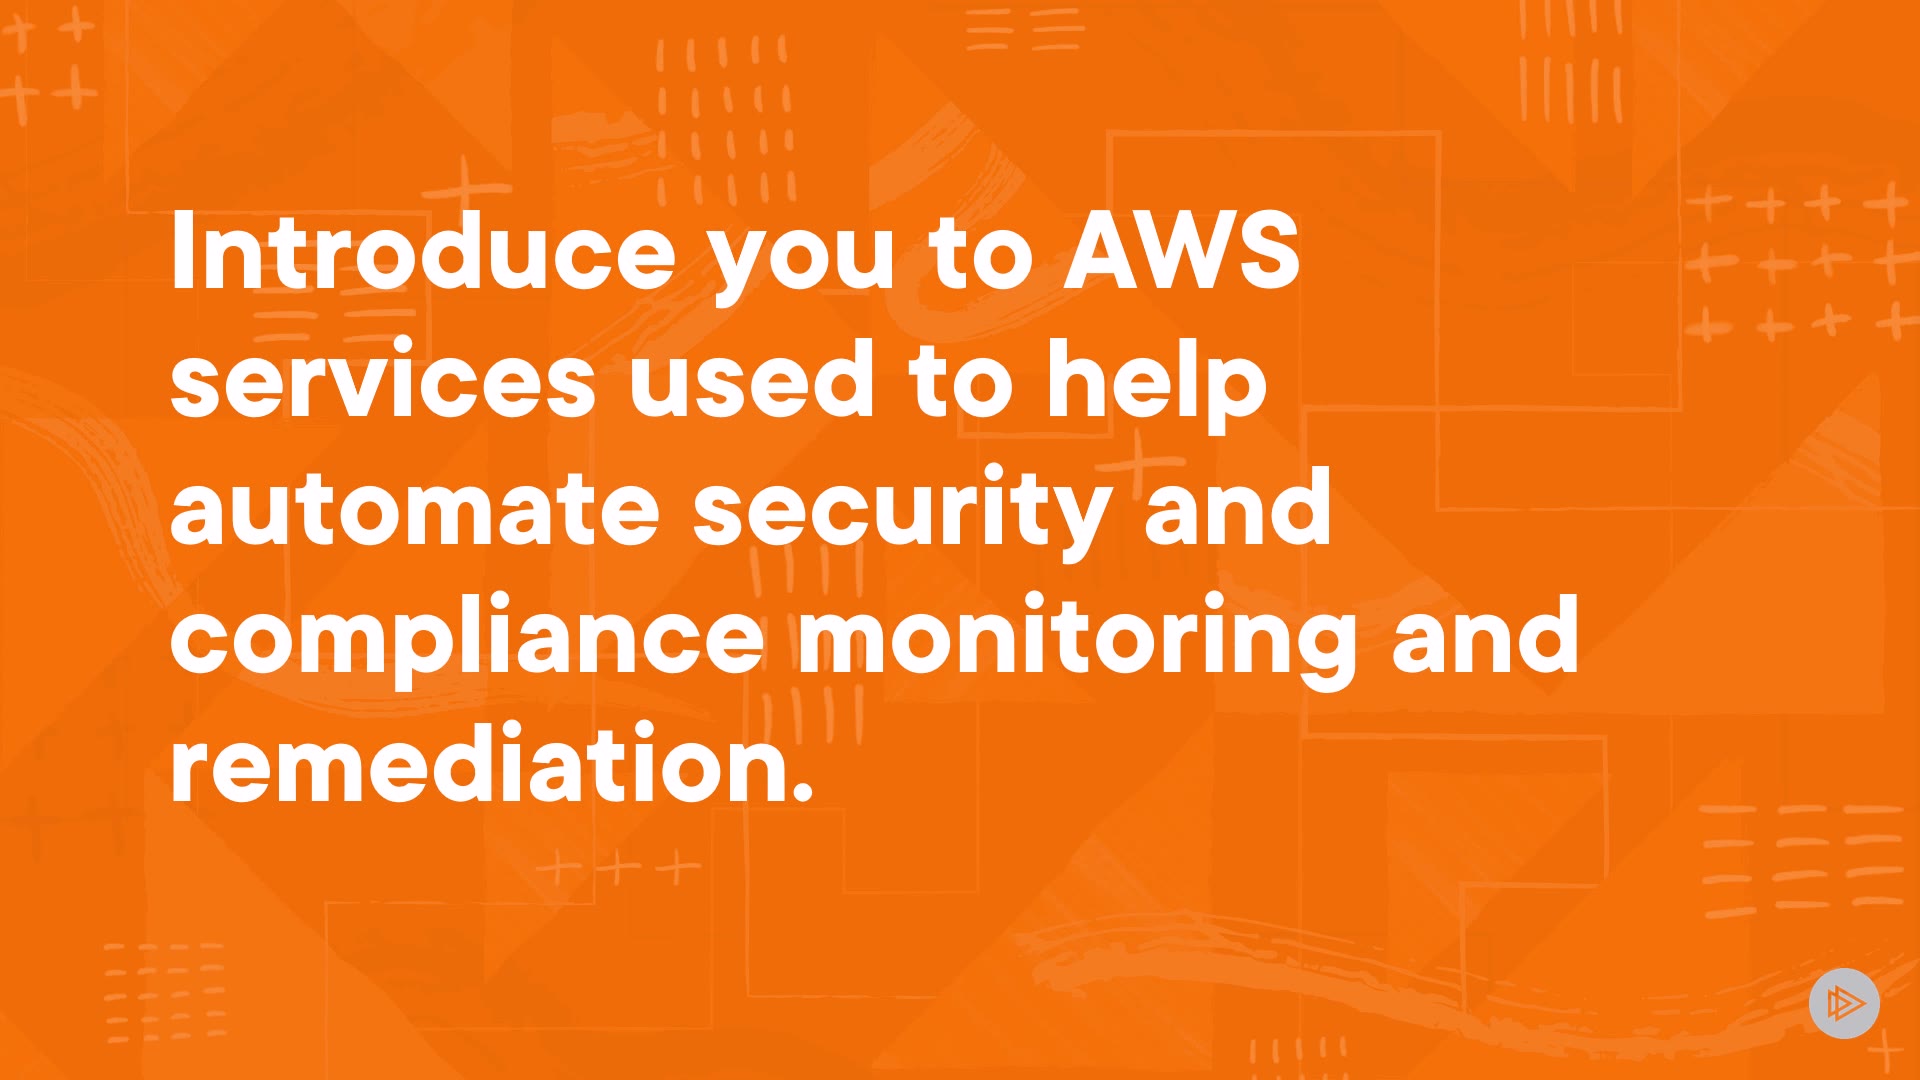 Introduce you to AWS
services used to help
automate security and
compliance monitoring and
remediation.